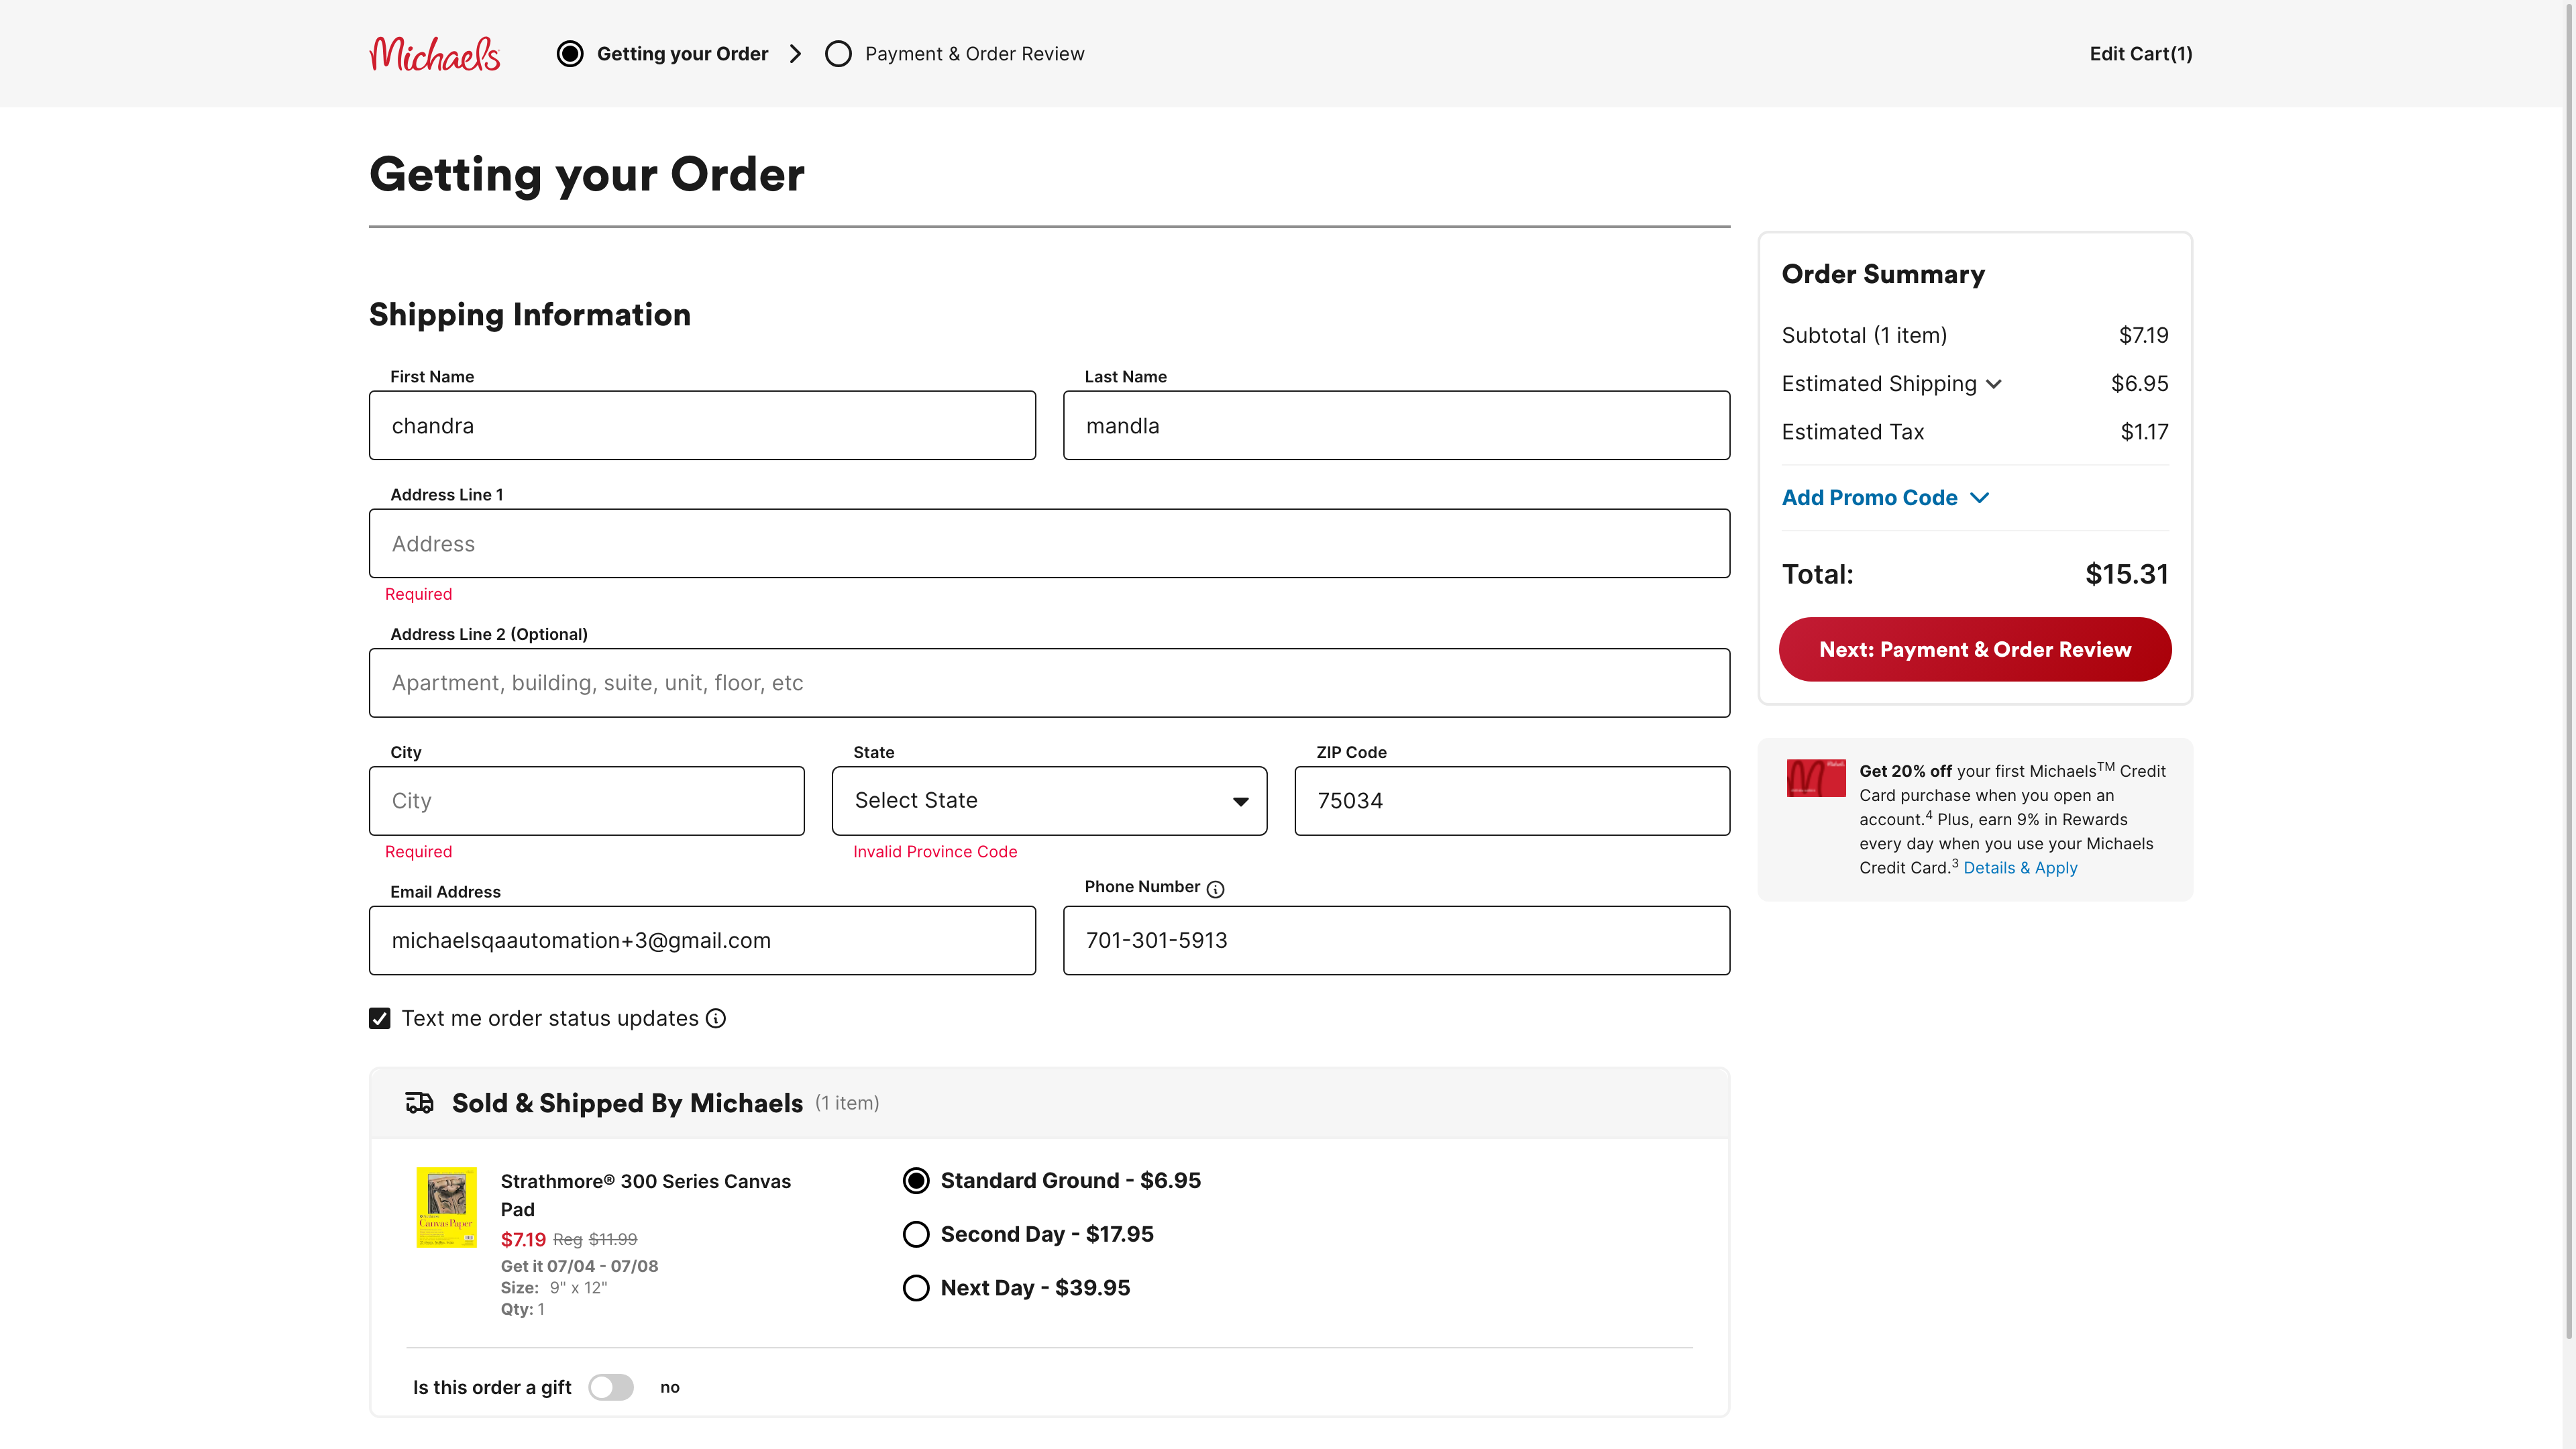 Michaels
Getting your Order
Payment & Order Review
Edit Cart(1)
Getting your Order
Shipping Information
First Name
Last Name
chandra
mandla
Address Line 1
Address
Required
Address Line 2 (Optional)
Apartment, building, suite, unit, floor, etc
City
State
ZIP Code
City
Select State
75034
Required
Invalid Province Code
Email Address
Phone Number
michaelsqaautomation+3@gmail.com
701-301-5913
Text me order status updates
Sold & Shipped By Michaels (1 item)
Strathmore® 300 Series Canvas
Pad
$7.19 Reg $11.99
Get it 07/04 - 07/08
Size: 9" x 12"
Qty: 1
Canvas Paper
Standard Ground - $6.95
Second Day - $17.95
Next Day - $39.95
Is this order a gift
no
Order Summary
Subtotal (1 item) $7.19
Estimated Shipping $6.95
Estimated Tax $1.17
Add Promo Code
Total: $15.31
Next: Payment & Order Review
Get 20% off your first Michaels™ Credit
Card purchase when you open an
account.4 Plus, earn 9% in Rewards
every day when you use your Michaels
Credit Card.3 Details & Apply